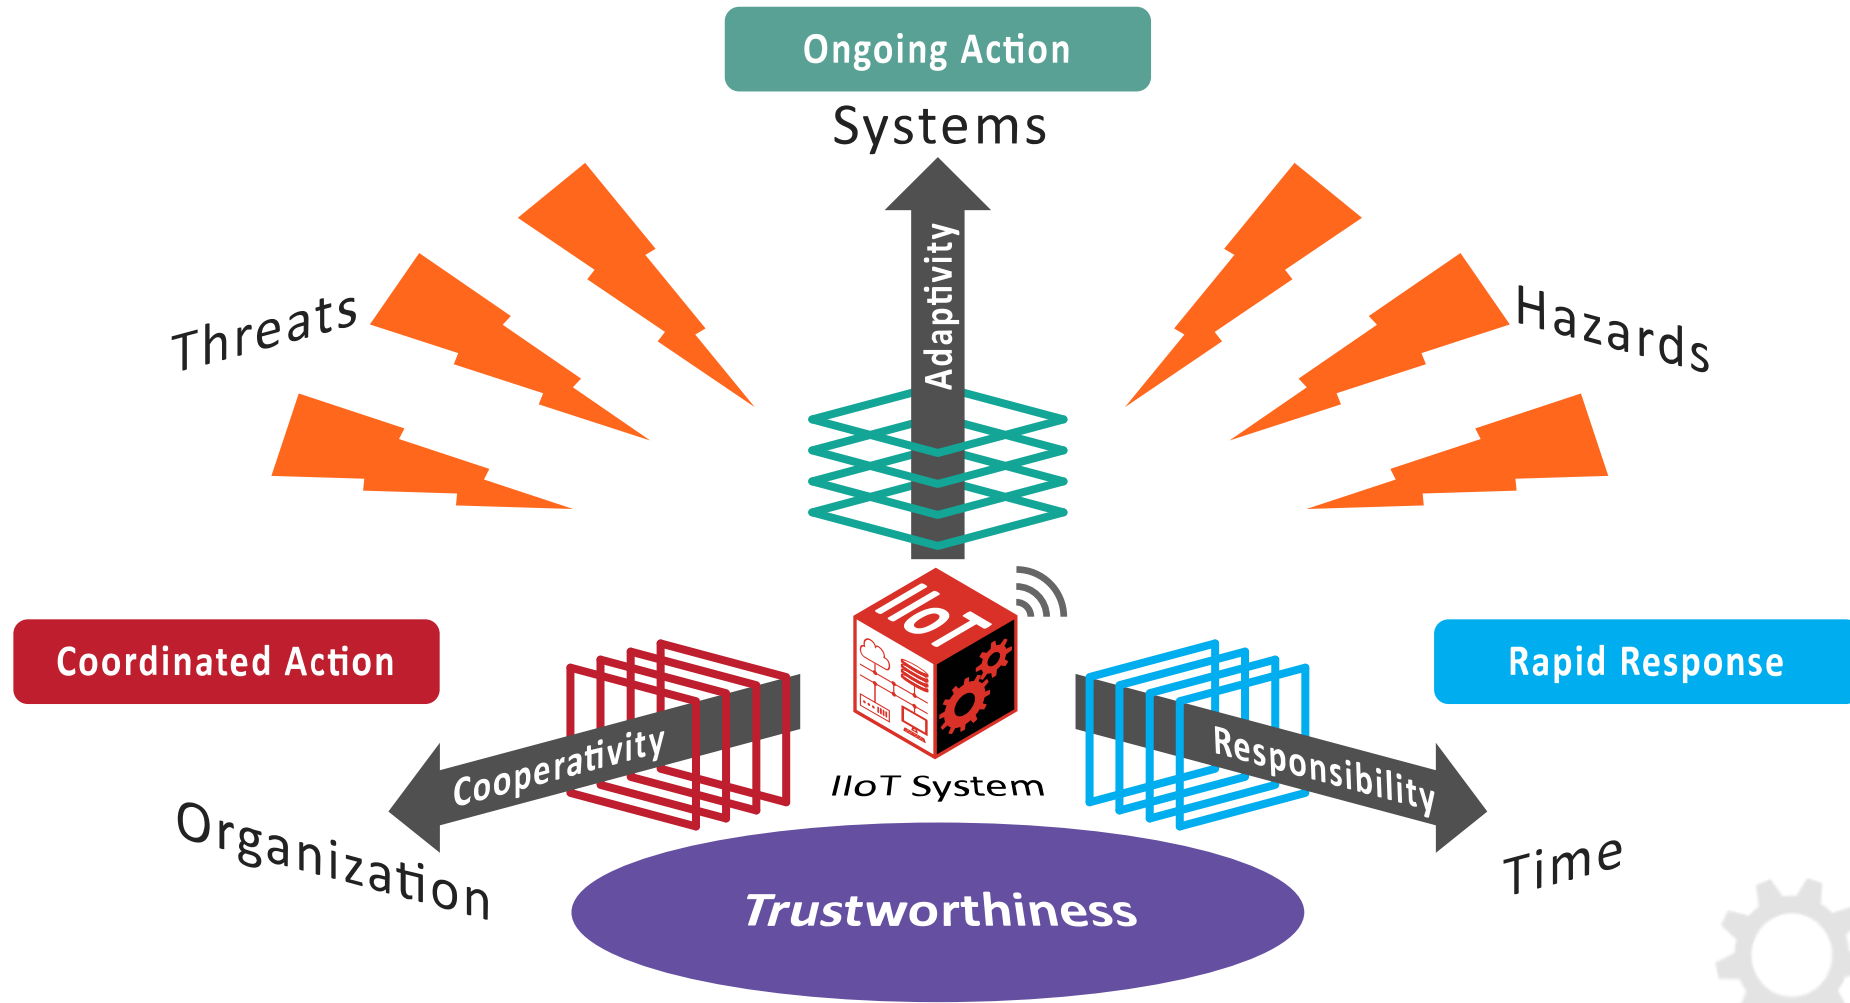 Ongoing Action
Systems
Adaptivity
Threats
Hazards
IIoT
Coordinated Action
Rapid Response
Cooperativity
Responsibility
IIoT System
Organization
Time
Trustworthiness